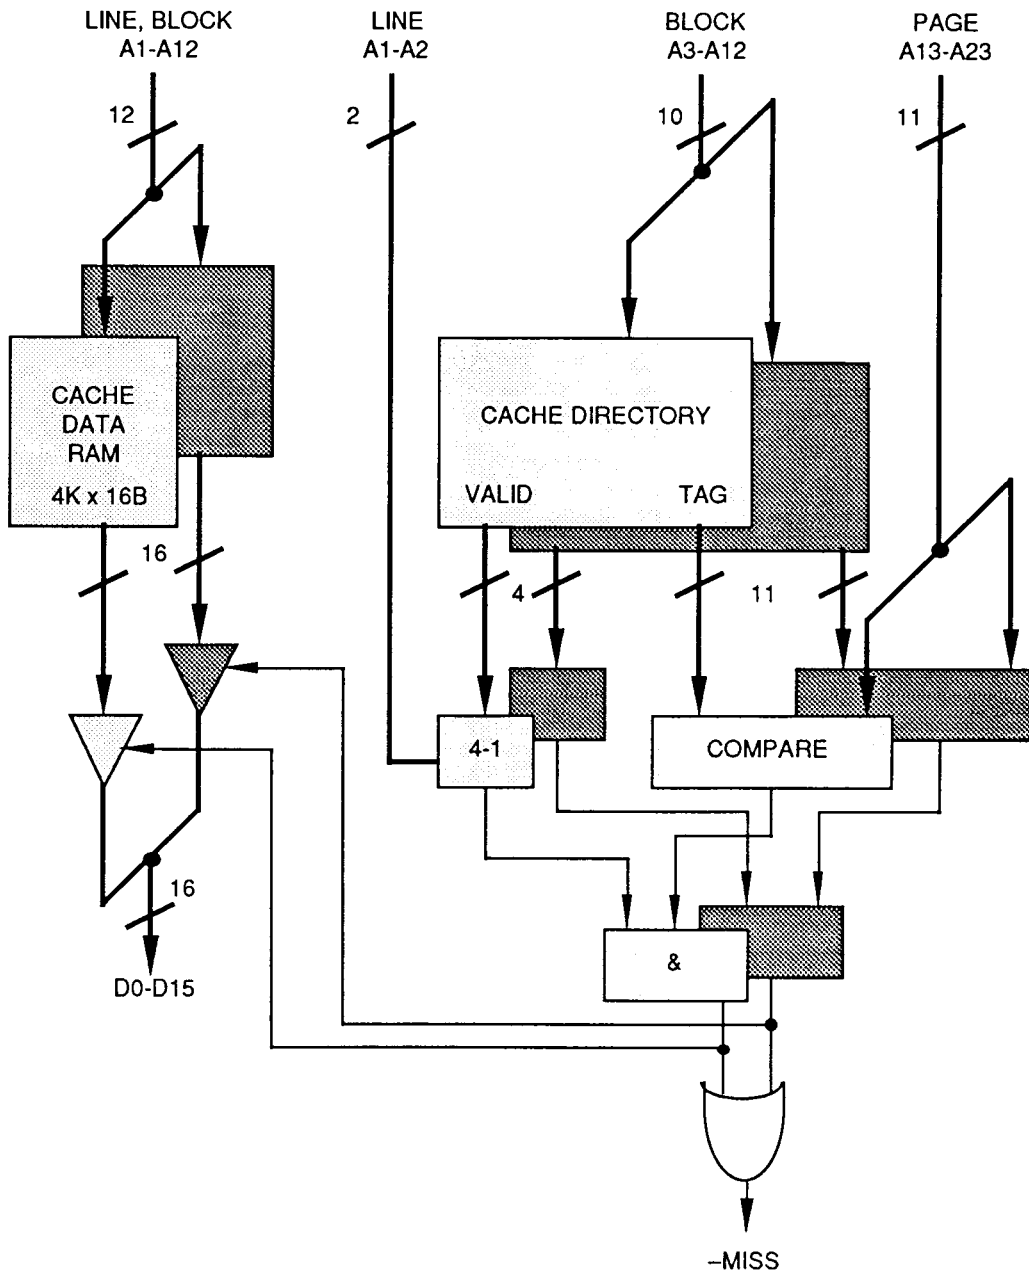 LINE, BLOCK
A1-A12
LINE
A1-A2
BLOCK
A3-A12
PAGE
A13-A23
12
2
10
11
CACHE
DATA
RAM
4K x 16B
CACHE DIRECTORY
VALID
TAG
16
4
11
4-1
COMPARE
16
&
D0-D15
–MISS